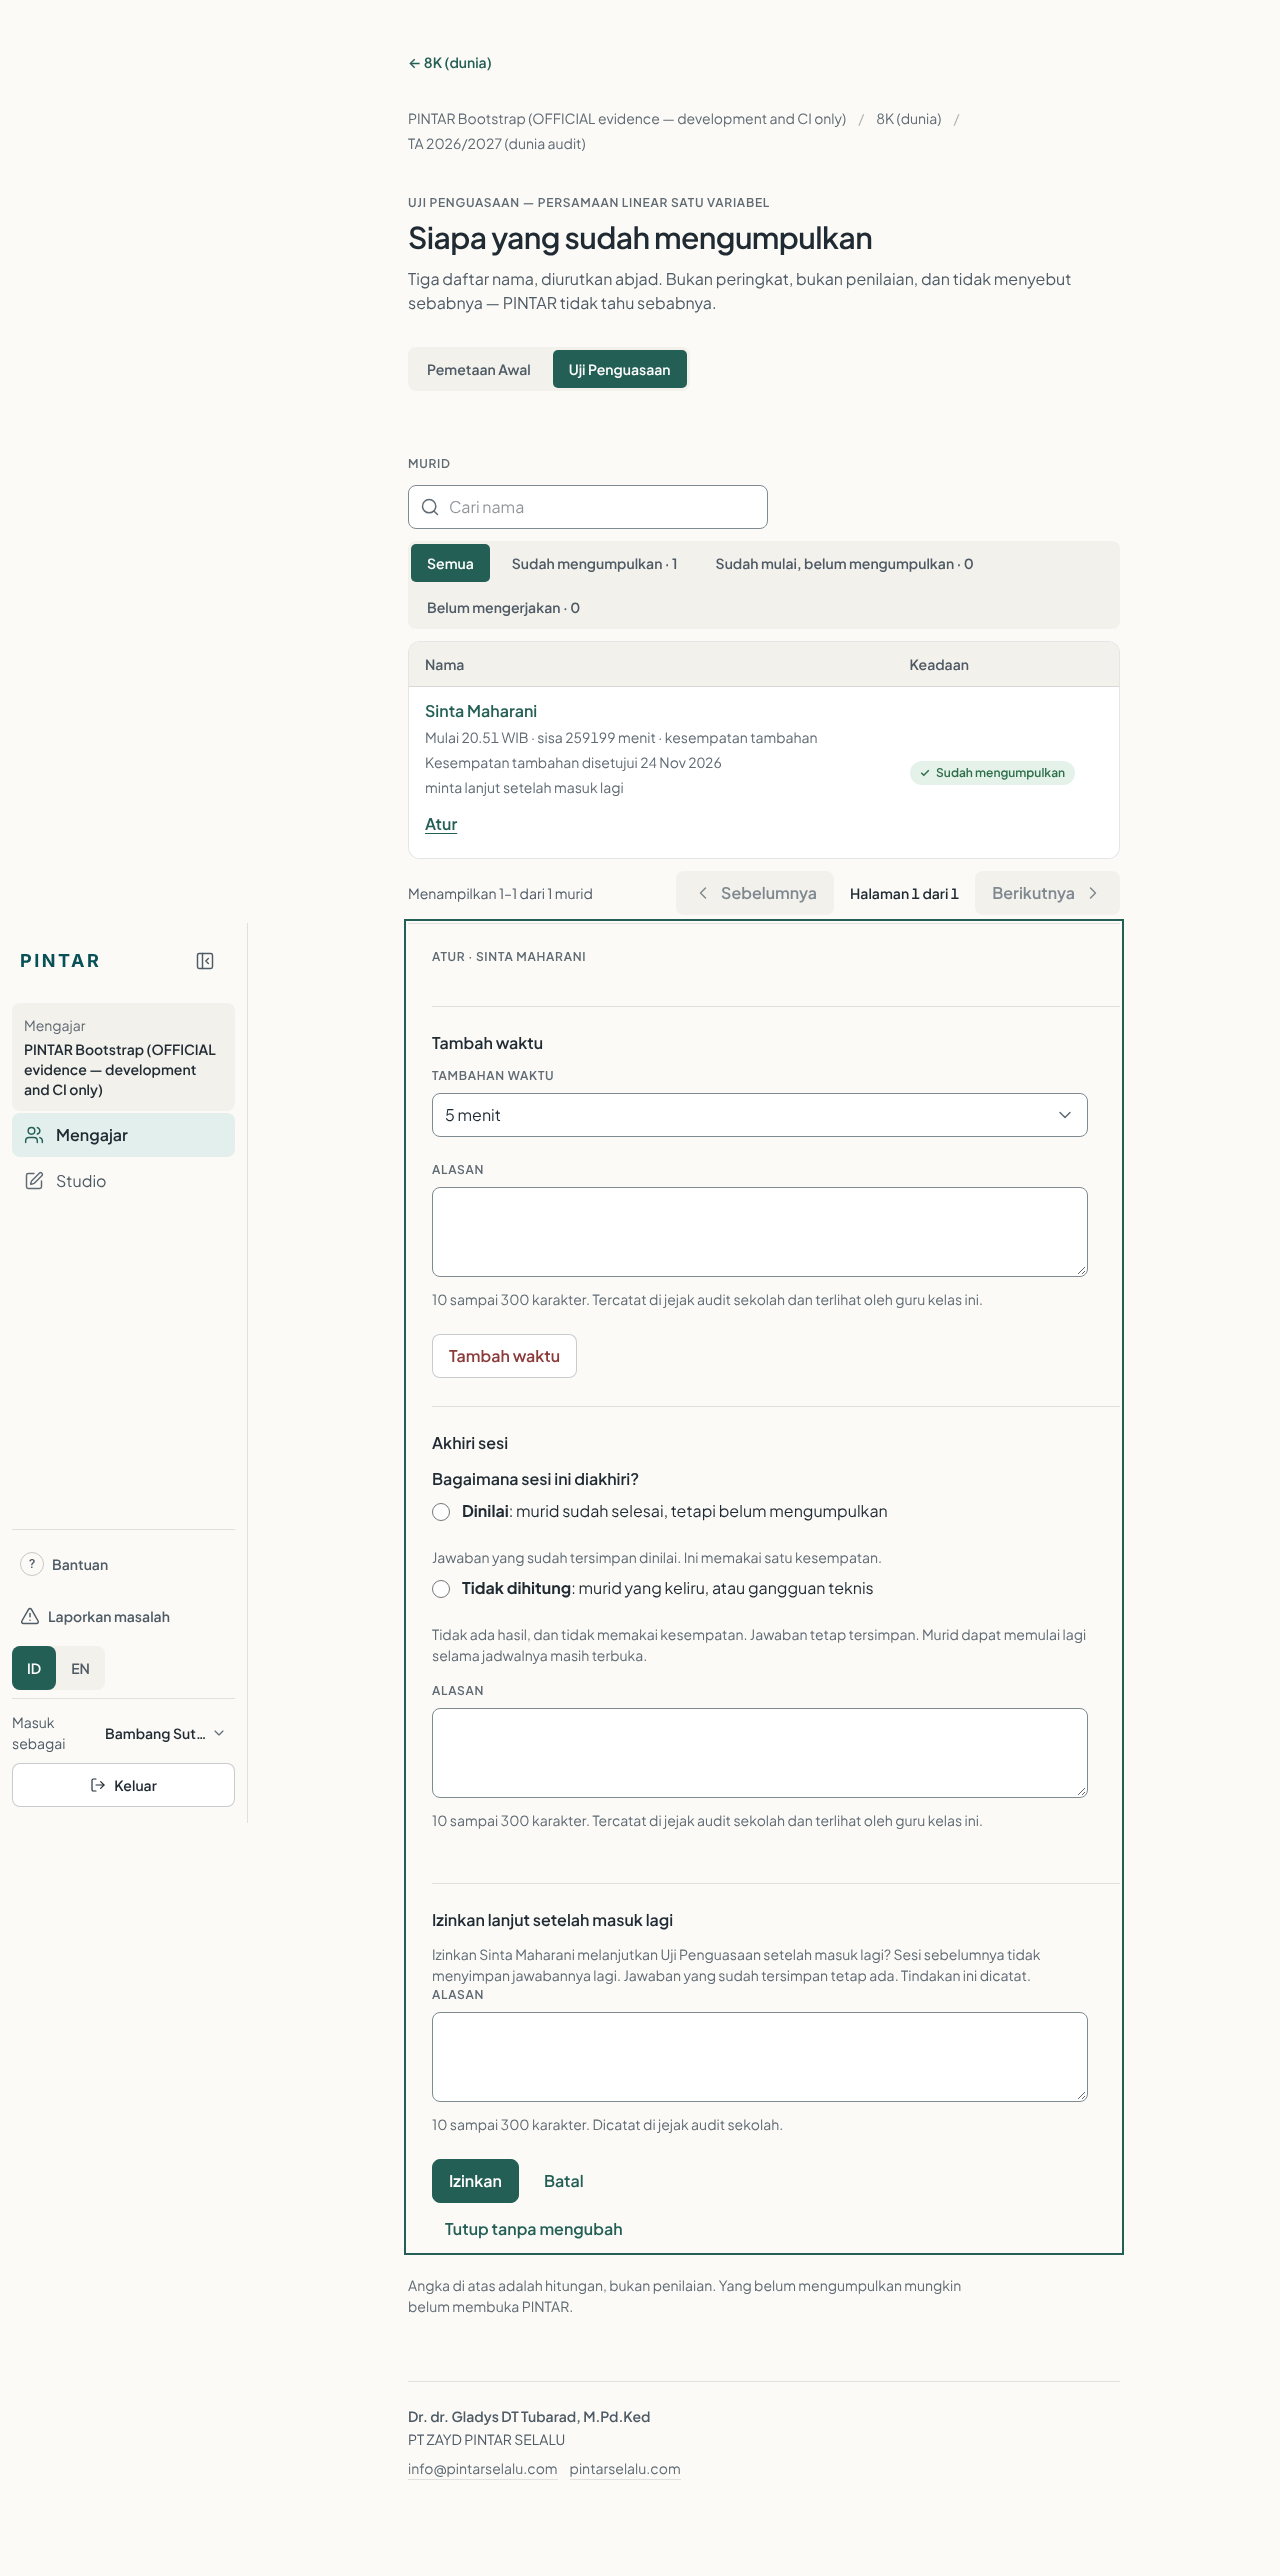 ← 8K (dunia)
PINTAR Bootstrap (OFFICIAL evidence — development and CI only) / 8K (dunia) /
TA 2026/2027 (dunia audit)
UJI PENGUASAAN — PERSAMAAN LINEAR SATU VARIABEL
Siapa yang sudah mengumpulkan
Tiga daftar nama, diurutkan abjad. Bukan peringkat, bukan penilaian, dan tidak menyebut
sebabnya — PINTAR tidak tahu sebabnya.
Pemetaan Awal
Uji Penguasaan
MURID
Cari nama
Semua
Sudah mengumpulkan · 1
Sudah mulai, belum mengumpulkan · 0
Belum mengerjakan · 0
Nama
Keadaan
Sinta Maharani
Mulai 20.51 WIB · sisa 259199 menit · kesempatan tambahan
Kesempatan tambahan disetujui 24 Nov 2026
minta lanjut setelah masuk lagi
Atur
Sudah mengumpulkan
Menampilkan 1–1 dari 1 murid
Sebelumnya
Halaman 1 dari 1
Berikutnya
PINTAR
Mengajar
PINTAR Bootstrap (OFFICIAL
evidence — development
and CI only)
Mengajar
Studio
? Bantuan
Laporkan masalah
ID
EN
Masuk
sebagai
Bambang Sut...
Keluar
ATUR · SINTA MAHARANI
Tambah waktu
TAMBAHAN WAKTU
5 menit
ALASAN
10 sampai 300 karakter. Tercatat di jejak audit sekolah dan terlihat oleh guru kelas ini.
Tambah waktu
Akhiri sesi
Bagaimana sesi ini diakhiri?
Dinilai: murid sudah selesai, tetapi belum mengumpulkan
Jawaban yang sudah tersimpan dinilai. Ini memakai satu kesempatan.
Tidak dihitung: murid yang keliru, atau gangguan teknis
Tidak ada hasil, dan tidak memakai kesempatan. Jawaban tetap tersimpan. Murid dapat memulai lagi
selama jadwalnya masih terbuka.
ALASAN
10 sampai 300 karakter. Tercatat di jejak audit sekolah dan terlihat oleh guru kelas ini.
Izinkan lanjut setelah masuk lagi
Izinkan Sinta Maharani melanjutkan Uji Penguasaan setelah masuk lagi? Sesi sebelumnya tidak
menyimpan jawabannya lagi. Jawaban yang sudah tersimpan tetap ada. Tindakan ini dicatat.
ALASAN
10 sampai 300 karakter. Dicatat di jejak audit sekolah.
Izinkan
Batal
Tutup tanpa mengubah
Angka di atas adalah hitungan, bukan penilaian. Yang belum mengumpulkan mungkin
belum membuka PINTAR.
Dr. dr. Gladys DT Tubarad, M.Pd.Ked
PT ZAYD PINTAR SELALU
info@pintarselalu.com pintarselalu.com